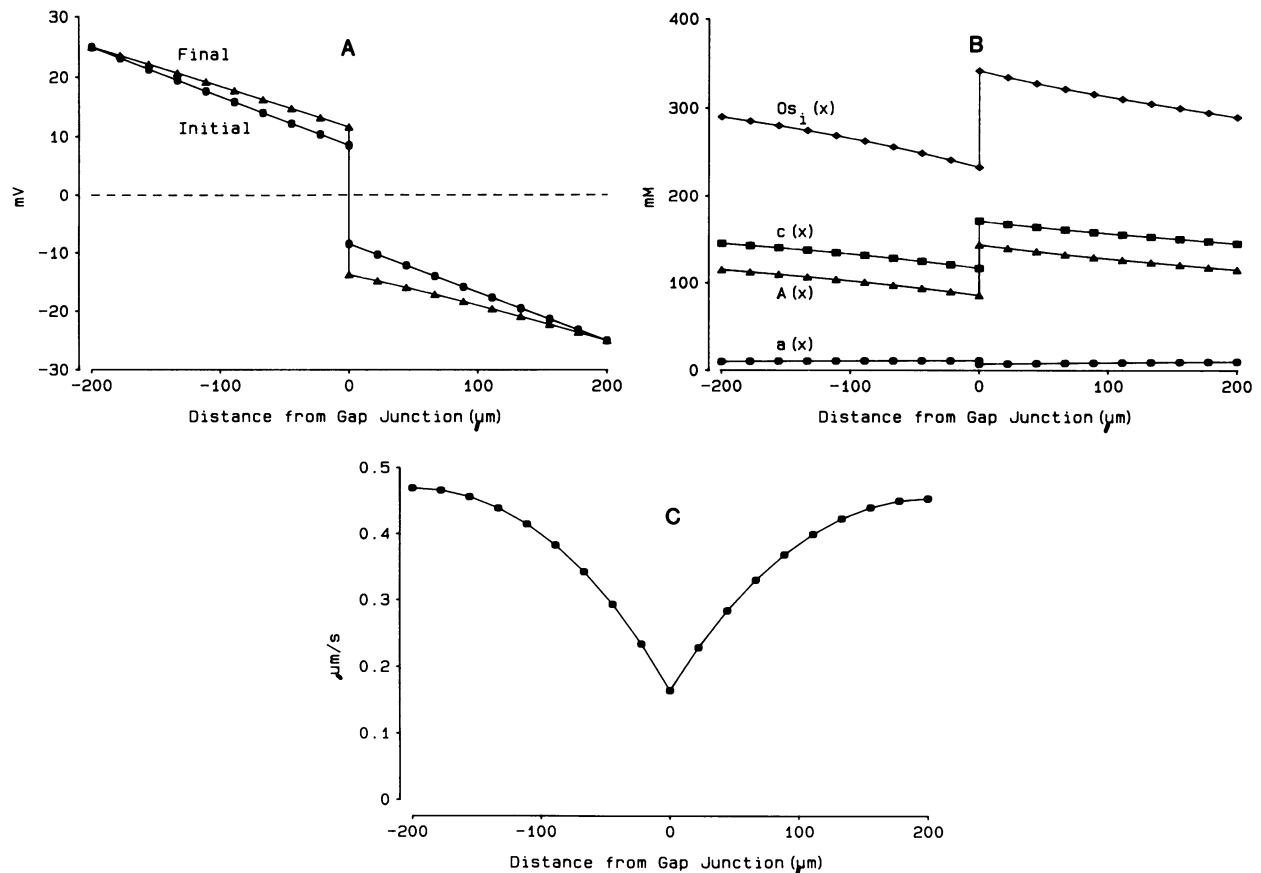 A
30
20
10
0
-10
-20
-30
mV
Final
Initial
-200
-100
0
100
200
Distance from Gap Junction (μm)
B
400
300
200
100
0
mM
Os_i (x)
c (x)
A (x)
a (x)
-200
-100
0
100
200
Distance from Gap Junction (μm)
C
0.5
0.4
0.3
0.2
0.1
0
μm/s
-200
-100
0
100
200
Distance from Gap Junction (μm)